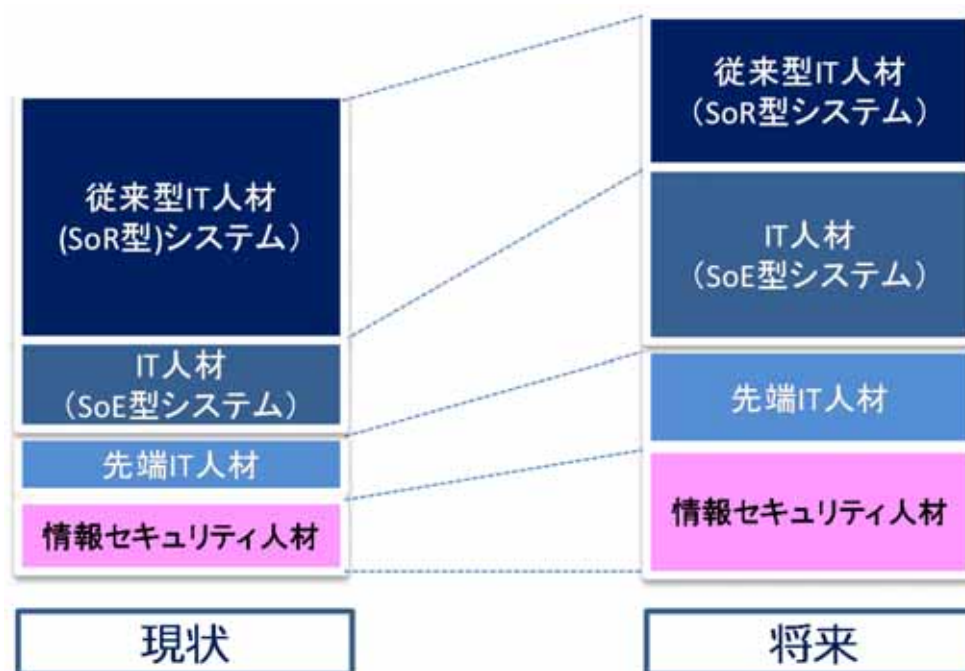 従来型IT人材
(SoR型)システム）
IT人材
（SoE型システム）
先端IT人材
情報セキュリティ人材
現状
従来型IT人材
（SoR型システム）
IT人材
（SoE型システム）
先端IT人材
情報セキュリティ人材
将来